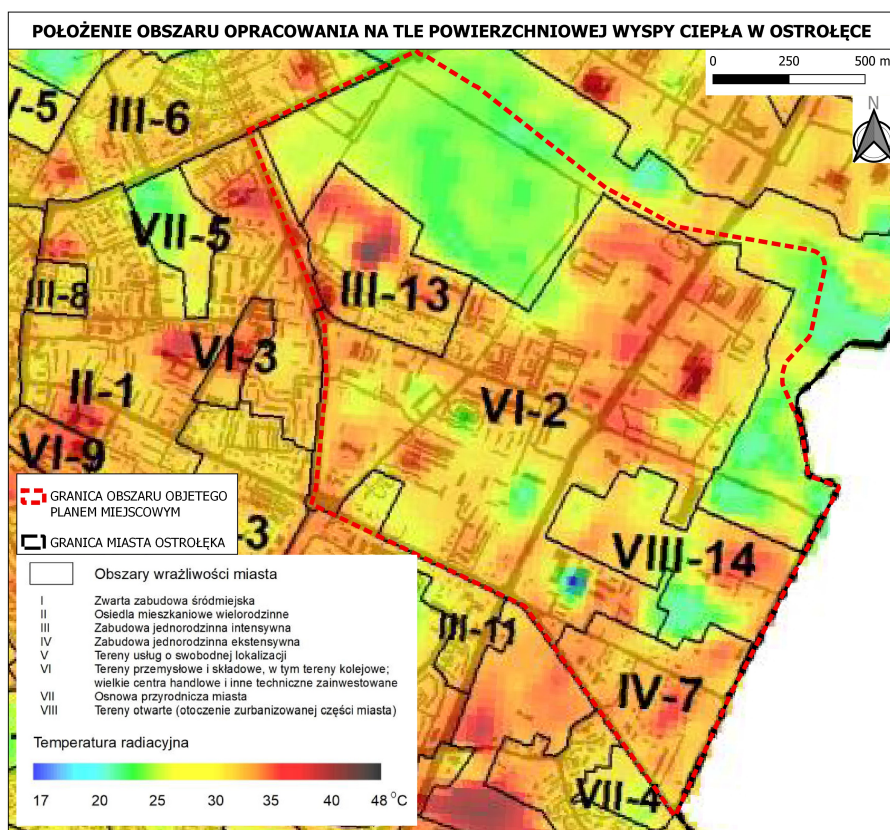 POŁOŻENIE OBSZARU OPRACOWANIA NA TLE POWIERZCHNIOWEJ WYSPY CIEPŁA W OSTROŁĘCE
0 250 500 m
N
V-5
III-6
VII-5
III-8
III-13
VI-3
II-1
VI-2
VI-9
-3
VIII-14
III-11
IV-7
VII-4
GRANICA OBSZARU OBJETEGO
PLANEM MIEJSCOWYM
GRANICA MIASTA OSTROŁĘKA
Obszary wrażliwości miasta
I Zwarta zabudowa śródmiejska
II Osiedla mieszkaniowe wielorodzinne
III Zabudowa jednorodzinna intensywna
IV Zabudowa jednorodzinna ekstensywna
V Tereny usług o swobodnej lokalizacji
VI Tereny przemysłowe i składowe, w tym tereny kolejowe;
wielkie centra handlowe i inne techniczne zainwestowane
VII Osnowa przyrodnicza miasta
VIII Tereny otwarte (otoczenie zurbanizowanej części miasta)
Temperatura radiacyjna
17 20 25 30 35 40 48 °C